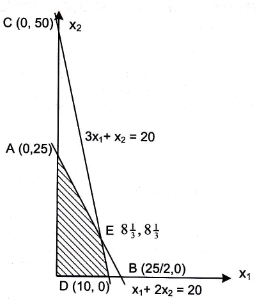 C (0, 50)
x₂
3x₁+ x₂ = 20
A (0,25)
E 8⅓, 8⅓
B (25/2,0)
x₁
D (10, 0)
x₁ + 2x₂ = 20